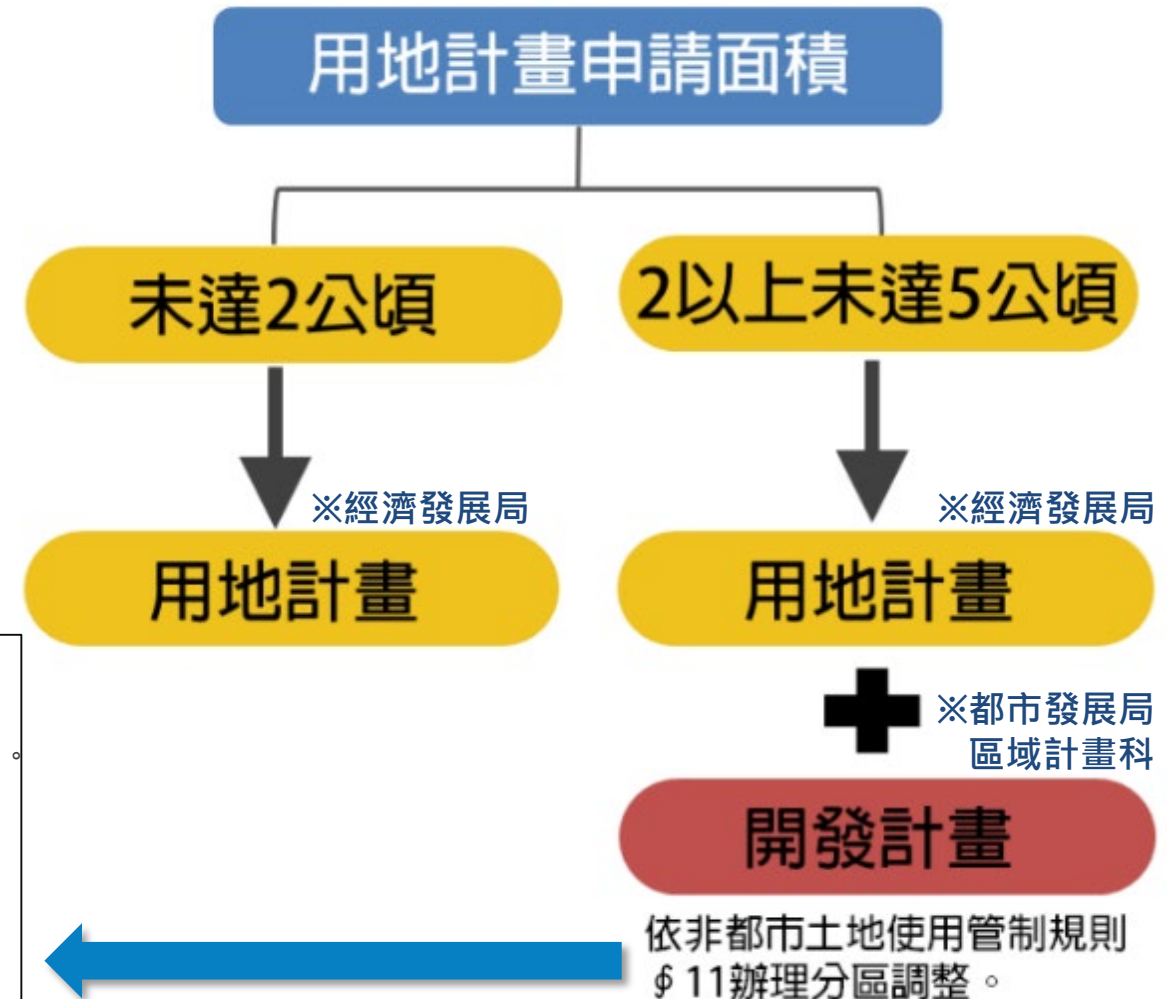 用地計畫申請面積
未達2公頃
2以上未達5公頃
※經濟發展局
※經濟發展局
用地計畫
用地計畫
※都市發展局
區域計畫科
。
開發計畫
依非都市土地使用管制規則
§11辦理分區調整。